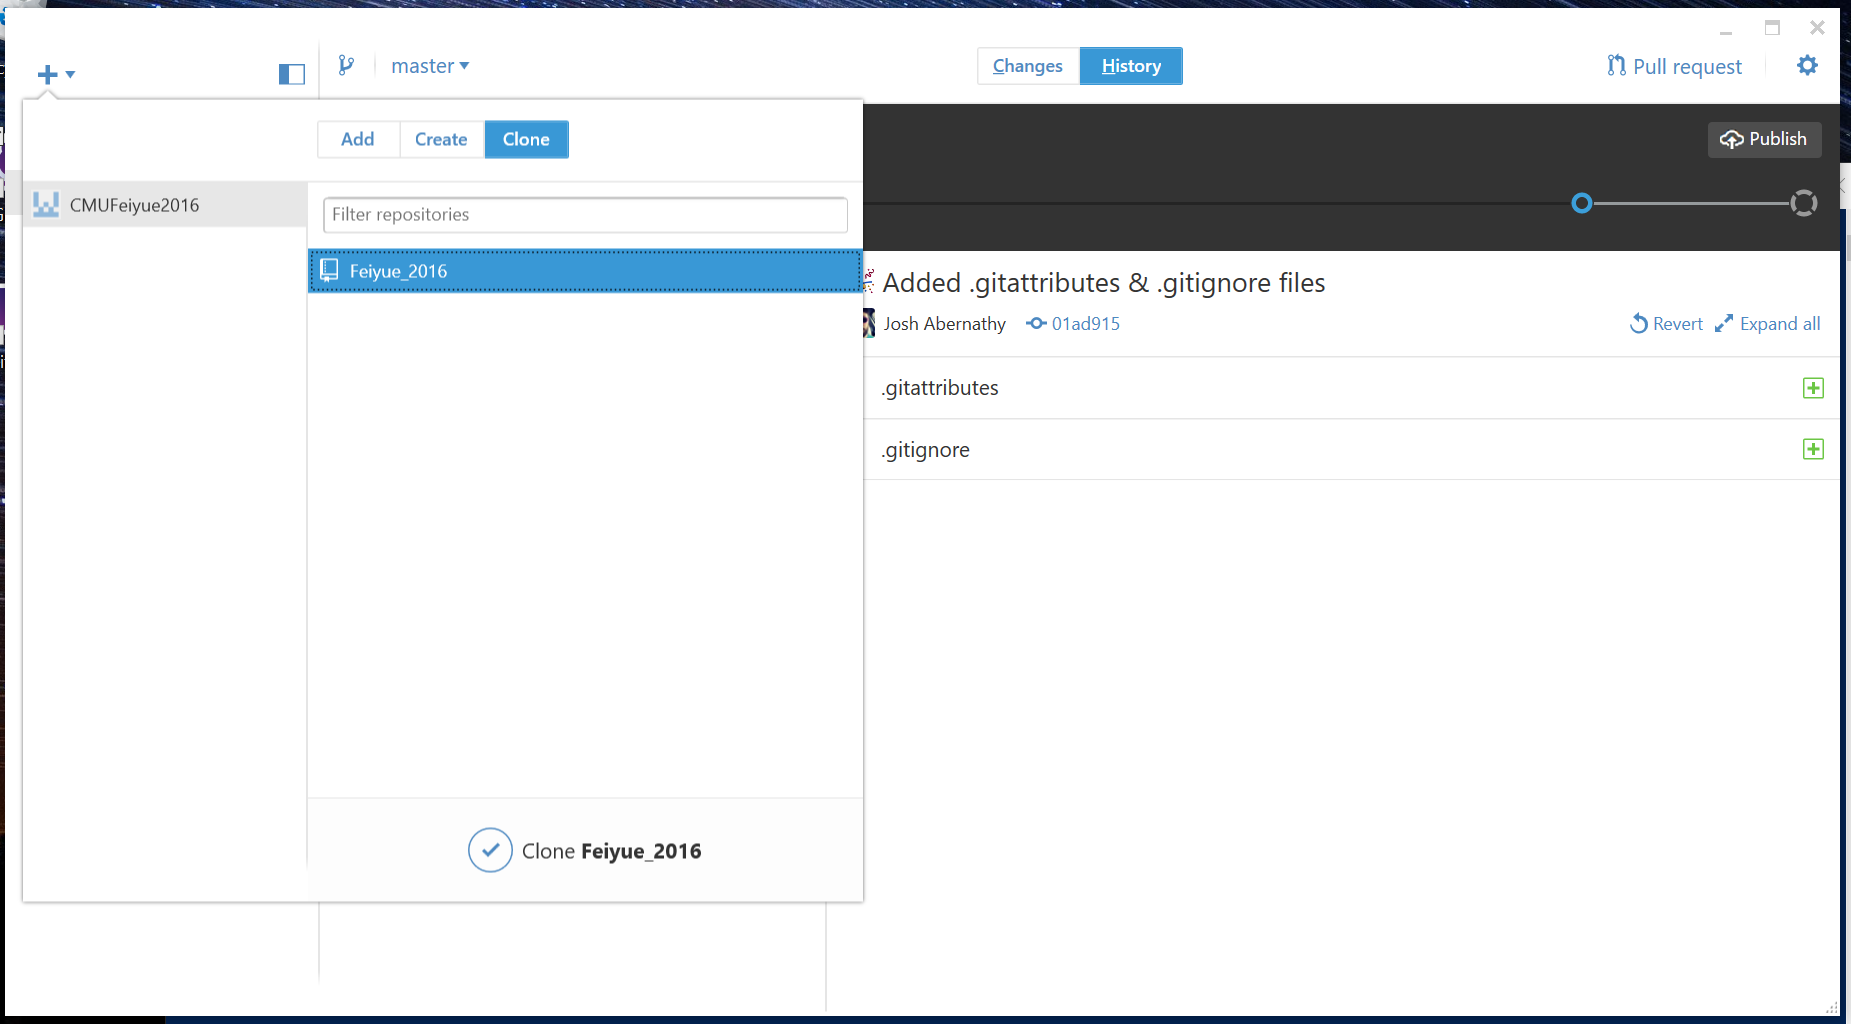 master
Changes
History
Pull request
Add
Create
Clone
Publish
CMUFeiyue2016
Filter repositories
Feiyue_2016
Added .gitattributes & .gitignore files
Josh Abernathy
01ad915
Revert
Expand all
.gitattributes
.gitignore
Clone Feiyue_2016